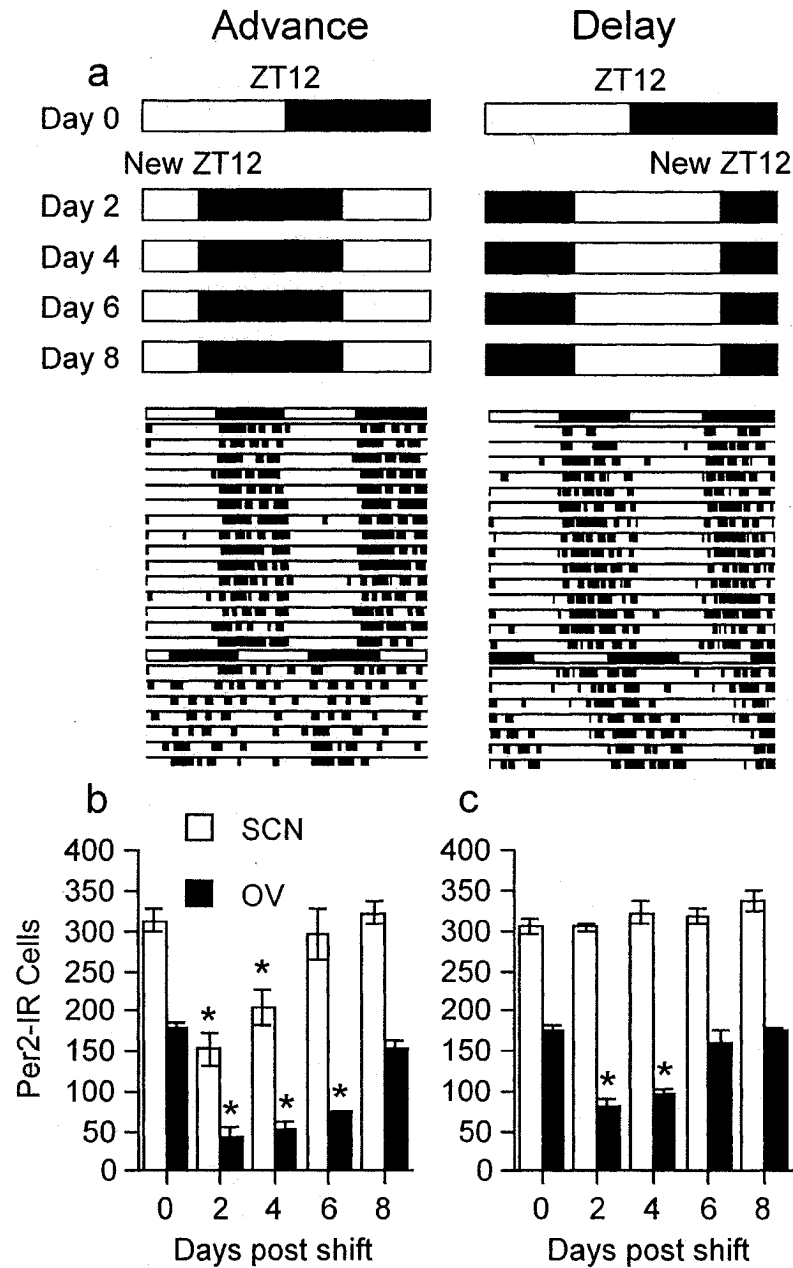 Advance
Delay
a
ZT12
ZT12
Day 0
New ZT12
New ZT12
Day 2
Day 4
Day 6
Day 8
b
c
SCN
OV
Per2-IR Cells
400
350
300
250
200
150
100
50
0
*
*
*
*
*
0 2 4 6 8
Days post shift
400
350
300
250
200
150
100
50
0
*
*
0 2 4 6 8
Days post shift